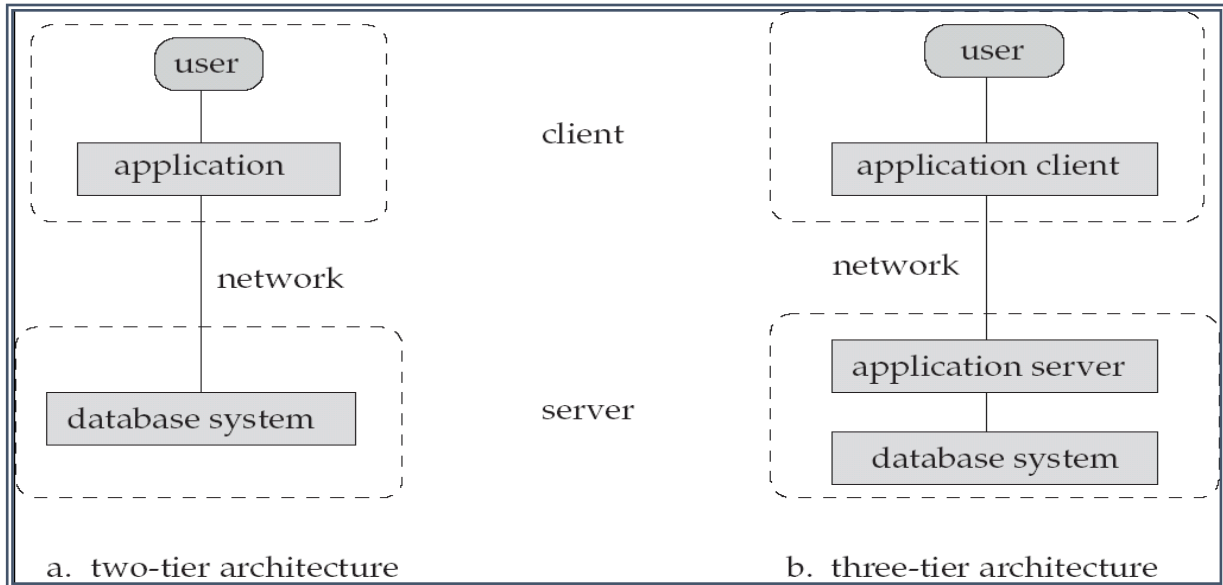 user
application
network
database system
a. two-tier architecture
client
server
user
application client
network
application server
database system
b. three-tier architecture